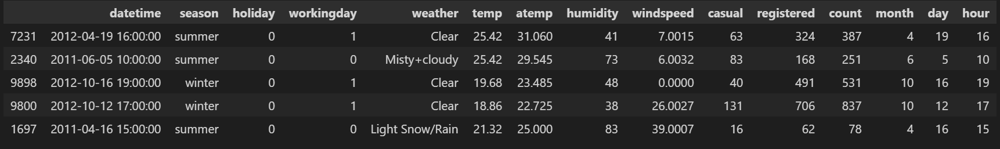 datetime season holiday workingday weather temp atemp humidity windspeed casual registered count month day hour
7231 2012-04-19 16:00:00 summer 0 1 Clear 25.42 31.060 41 7.0015 63 324 387 4 19 16
2340 2011-06-05 10:00:00 summer 0 0 Misty+cloudy 25.42 29.545 73 6.0032 83 168 251 6 5 10
9898 2012-10-16 19:00:00 winter 0 1 Clear 19.68 23.485 48 0.0000 40 491 531 10 16 19
9800 2012-10-12 17:00:00 winter 0 1 Clear 18.86 22.725 38 26.0027 131 706 837 10 12 17
1697 2011-04-16 15:00:00 summer 0 0 Light Snow/Rain 21.32 25.000 83 39.0007 16 62 78 4 16 15